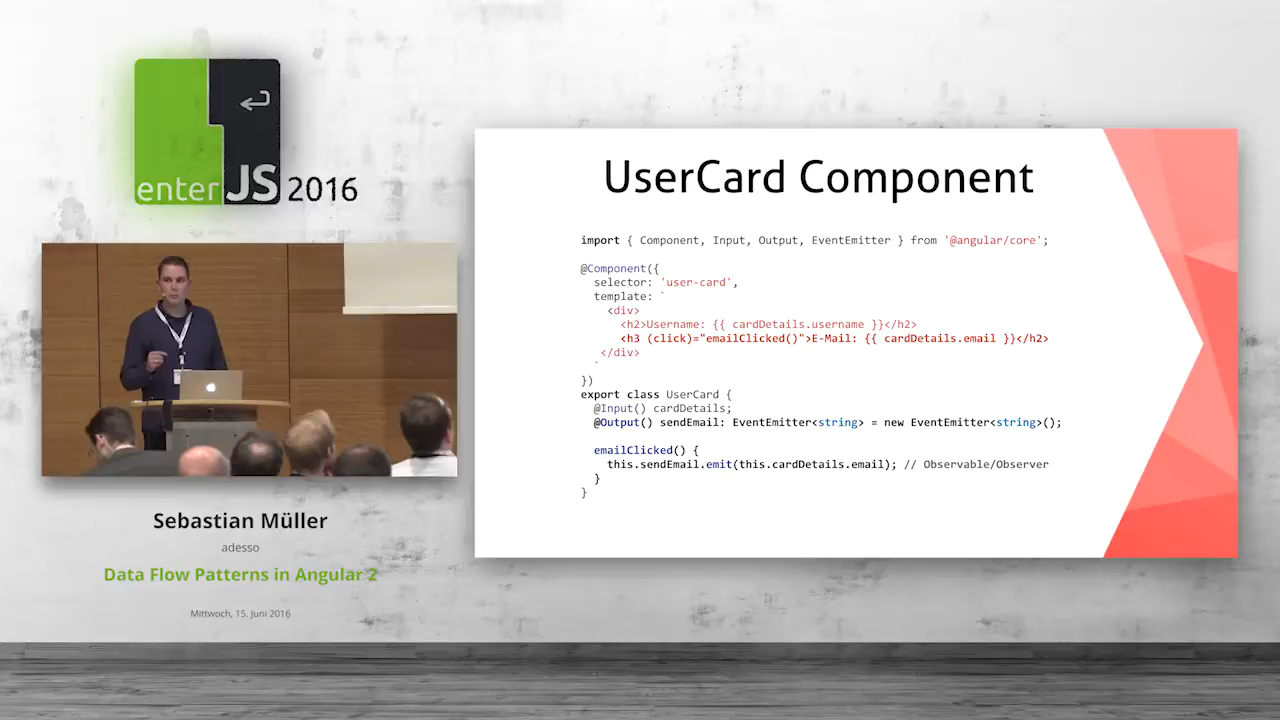 enterJS 2016
Sebastian Müller
adesso
Data Flow Patterns in Angular 2
Mittwoch, 15. Juni 2016
UserCard Component
import { Component, Input, Output, EventEmitter } from '@angular/core';
@Component({
  selector: 'user-card',
  template: `
    <div>
      <h2>Username: {{ cardDetails.username }}</h2>
      <h3 (click)="emailClicked()">E-Mail: {{ cardDetails.email }}</h2>
   </div>
  `
})
export class UserCard {
  @Input() cardDetails;
  @Output() sendEmail: EventEmitter<string> = new EventEmitter<string>();
  emailClicked() {
    this.sendEmail.emit(this.cardDetails.email); // Observable/Observer
  }
}